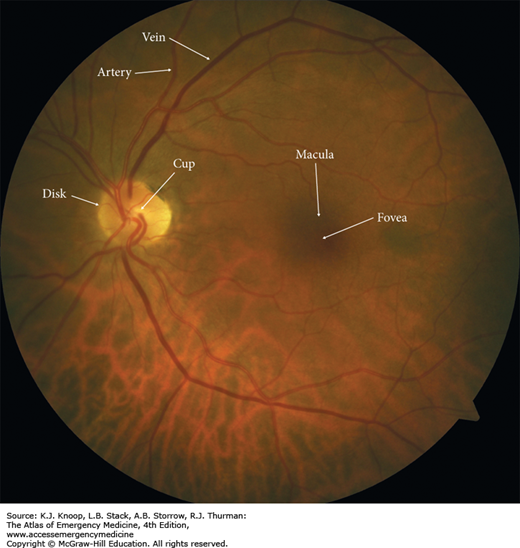 Vein
Artery
Macula
Cup
Disk
Fovea
Source: K.J. Knoop, L.B. Stack, A.B. Storrow, R.J. Thurman:
The Atlas of Emergency Medicine, 4th Edition,
www.accessemergencymedicine
Copyright © McGraw-Hill Education. All rights reserved.